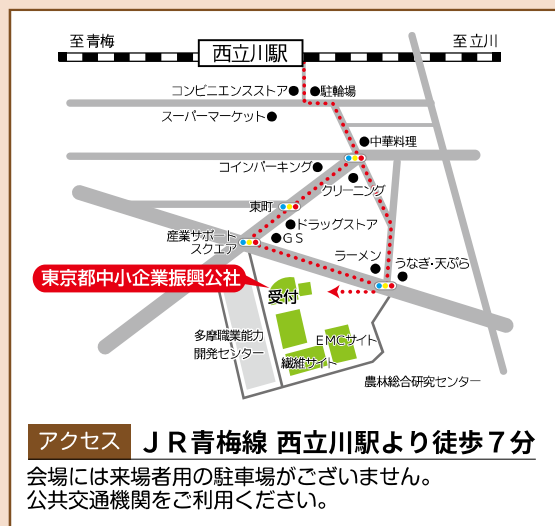 至青梅
西立川駅
至立川
コンビニエンスストア
駐輪場
スーパーマーケット
中華料理
コインパーキング
クリーニング
東町
ドラッグストア
産業サポート
スクエア
GS
ラーメン
うなぎ・天ぷら
東京都中小企業振興公社
受付
多摩職業能力
開発センター
EMCサイト
繊維サイト
農林総合研究センター
アクセス
JR青梅線 西立川駅より徒歩7分
会場には来場者用の駐車場がございません。
公共交通機関をご利用ください。